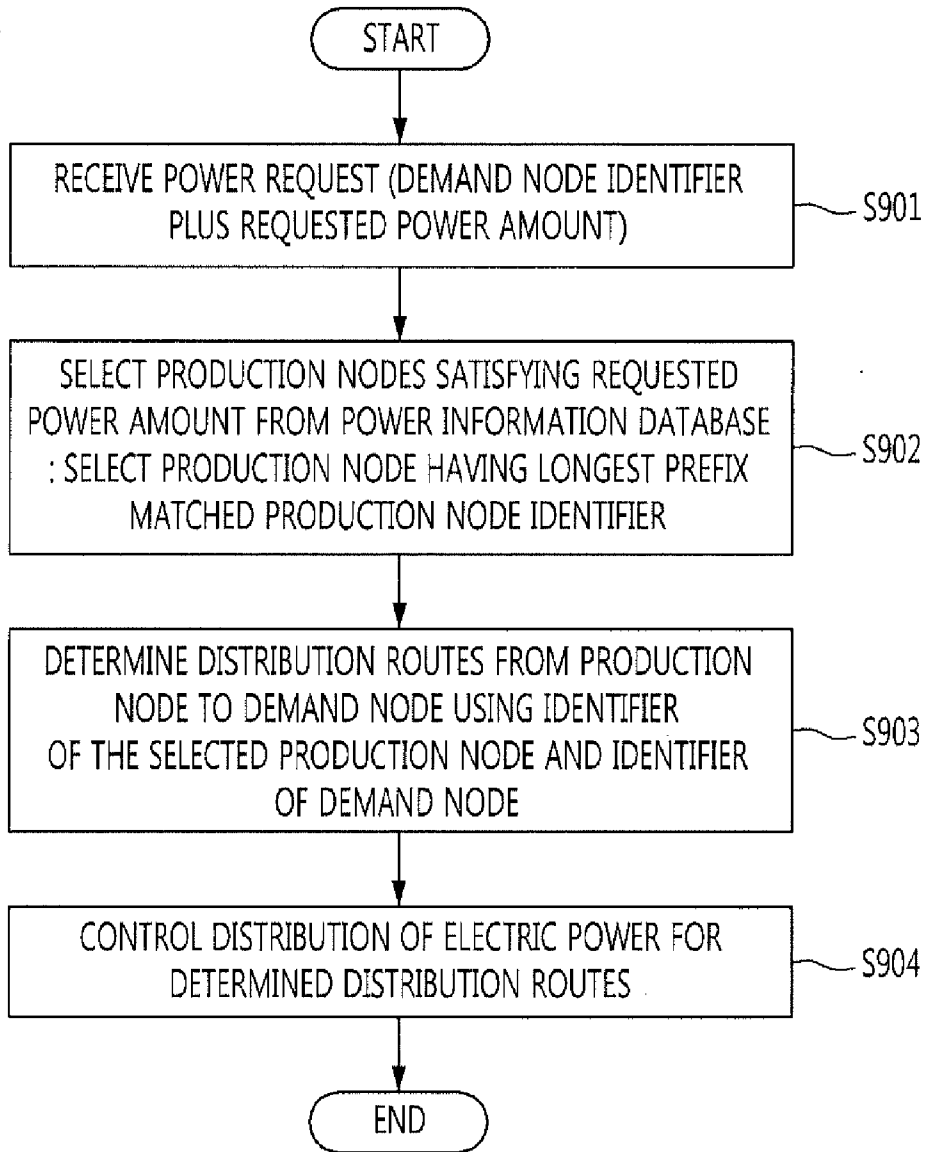 START
RECEIVE POWER REQUEST (DEMAND NODE IDENTIFIER
PLUS REQUESTED POWER AMOUNT)
S901
SELECT PRODUCTION NODES SATISFYING REQUESTED
POWER AMOUNT FROM POWER INFORMATION DATABASE
: SELECT PRODUCTION NODE HAVING LONGEST PREFIX
MATCHED PRODUCTION NODE IDENTIFIER
S902
DETERMINE DISTRIBUTION ROUTES FROM PRODUCTION
NODE TO DEMAND NODE USING IDENTIFIER
OF THE SELECTED PRODUCTION NODE AND IDENTIFIER
OF DEMAND NODE
S903
CONTROL DISTRIBUTION OF ELECTRIC POWER FOR
DETERMINED DISTRIBUTION ROUTES
S904
END